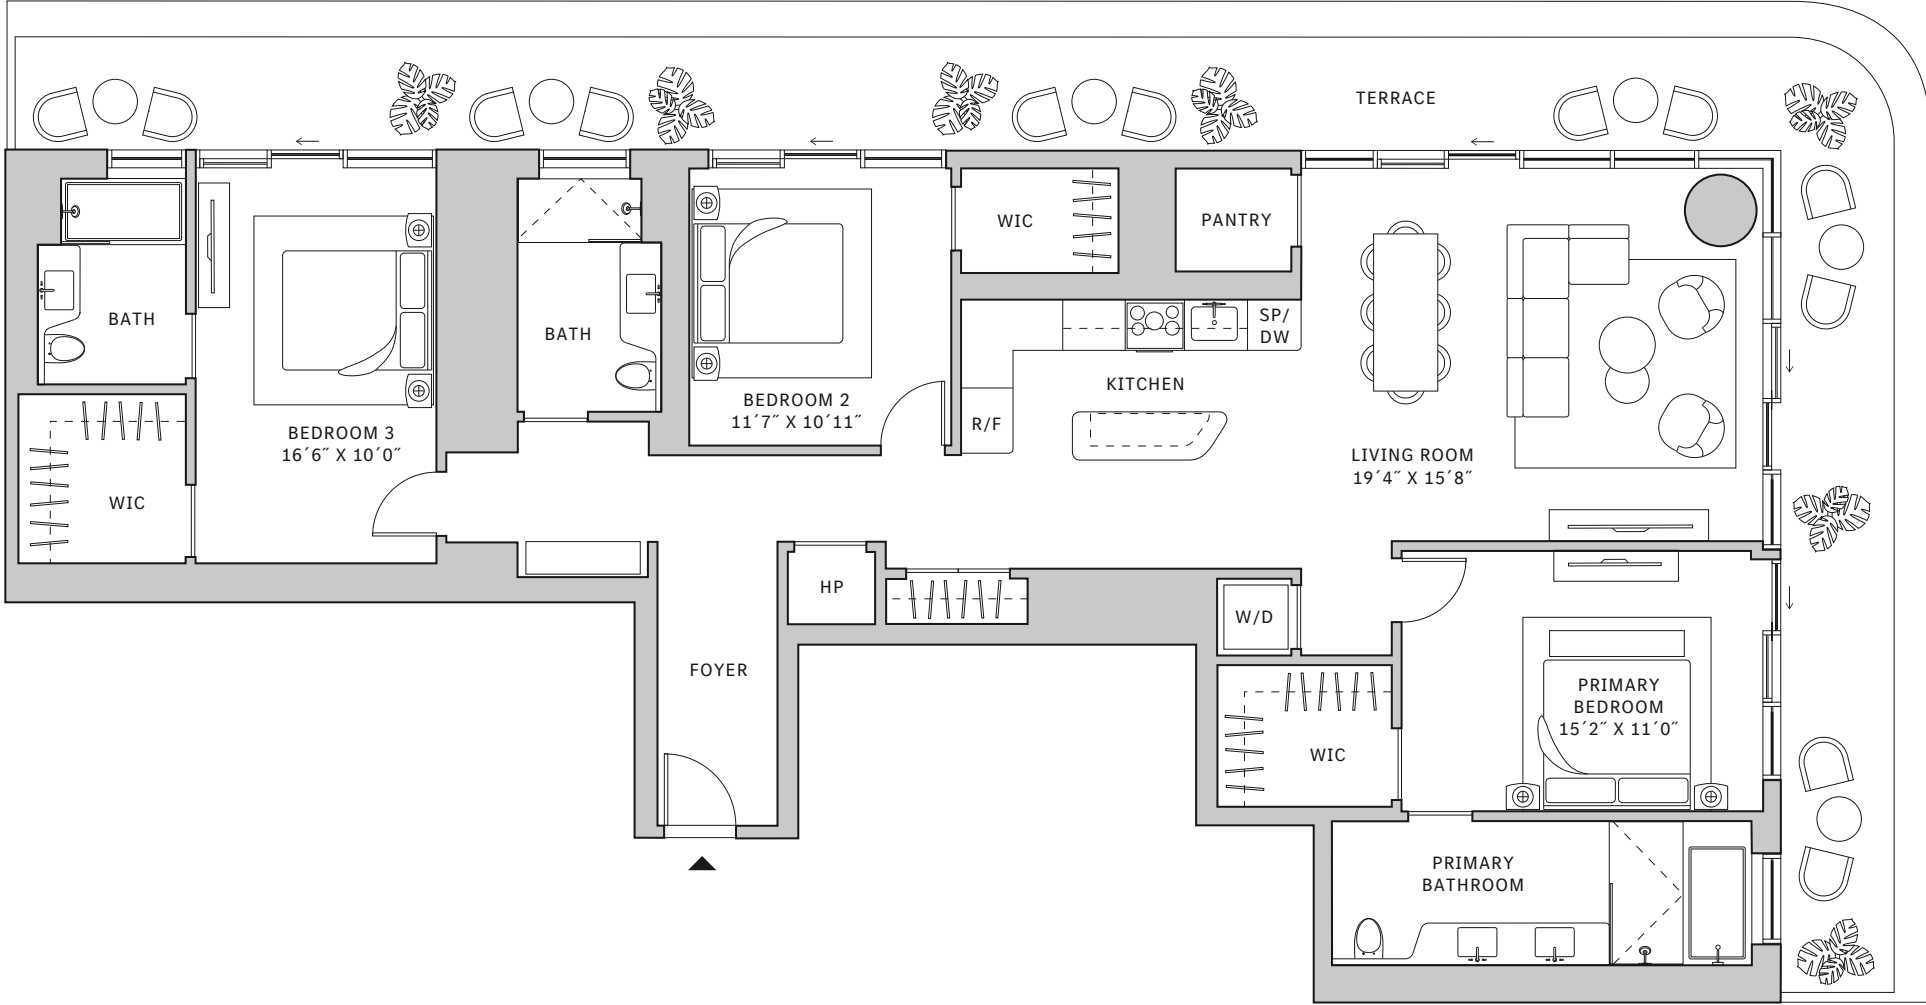 TERRACE
WIC
PANTRY
BATH
BATH
SP/
DW
KITCHEN
BEDROOM 2
11´7˝ X 10´11˝
R/F
BEDROOM 3
16´6˝ X 10´0˝
LIVING ROOM
19´4˝ X 15´8˝
WIC
HP
W/D
FOYER
PRIMARY
BEDROOM
15´2˝ X 11´0˝
WIC
PRIMARY
BATHROOM